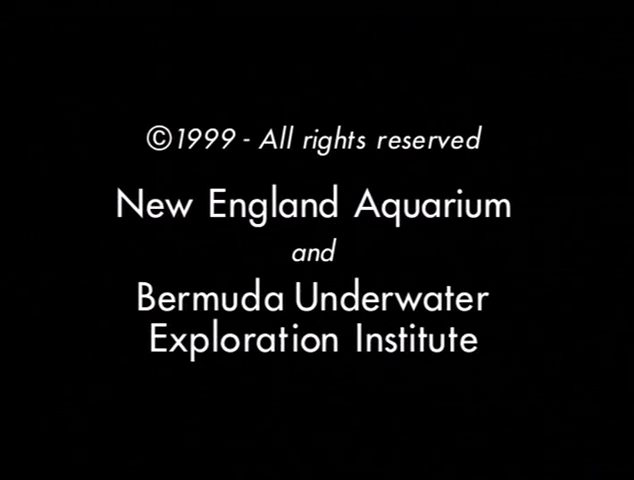 ©1999 - All rights reserved
New England Aquarium
and
Bermuda Underwater
Exploration Institute